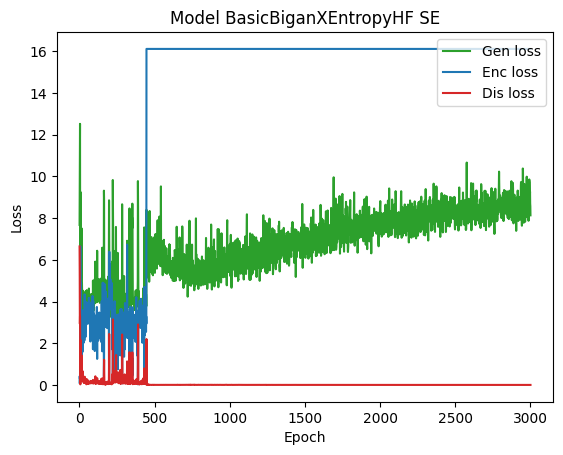 Model BasicBiganXEntropyHF SE
Gen loss
Enc loss
Dis loss
Loss
16
14
12
10
8
6
4
2
0
0 500 1000 1500 2000 2500 3000
Epoch